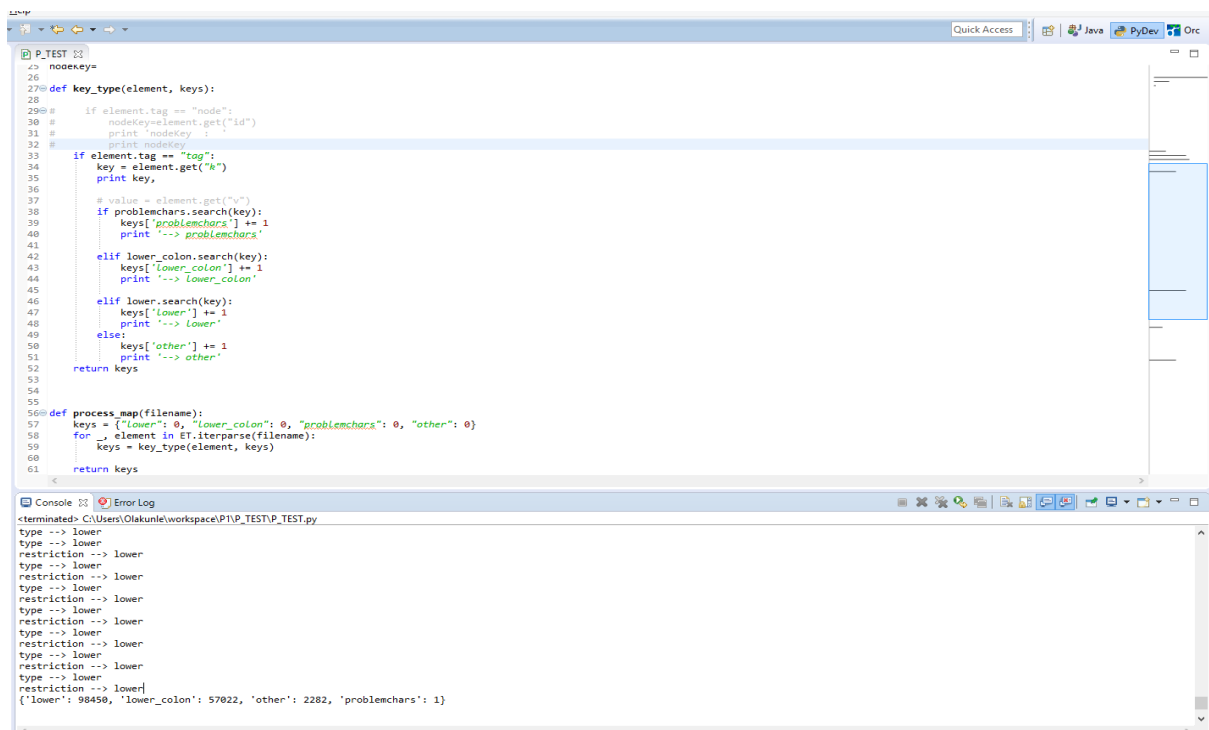 Help
Quick Access Java PyDev Orc
P_TEST
25 nodeKey=
26
27 def key_type(element, keys):
28
29 # if element.tag == "node":
30 # nodeKey=element.get("id")
31 # print 'nodeKey : '
32 # print nodeKey
33 if element.tag == "tag":
34 key = element.get("k")
35 print key,
36
37 # value = element.get("v")
38 if problemchars.search(key):
39 keys['problemchars'] += 1
40 print '--> problemchars'
41
42 elif lower_colon.search(key):
43 keys['lower_colon'] += 1
44 print '--> lower_colon'
45
46 elif lower.search(key):
47 keys['lower'] += 1
48 print '--> lower'
49 else:
50 keys['other'] += 1
51 print '--> other'
52 return keys
53
54
55
56 def process_map(filename):
57 keys = {"lower": 0, "lower_colon": 0, "problemchars": 0, "other": 0}
58 for _, element in ET.iterparse(filename):
59 keys = key_type(element, keys)
60
61 return keys
Console Error Log
<terminated> C:\Users\Olakunle\workspace\P1\P_TEST\P_TEST.py
type --> lower
type --> lower
restriction --> lower
type --> lower
restriction --> lower
type --> lower
restriction --> lower
type --> lower
restriction --> lower
type --> lower
restriction --> lower
type --> lower
restriction --> lower
type --> lower
restriction --> lower
{'lower': 98450, 'lower_colon': 57022, 'other': 2282, 'problemchars': 1}